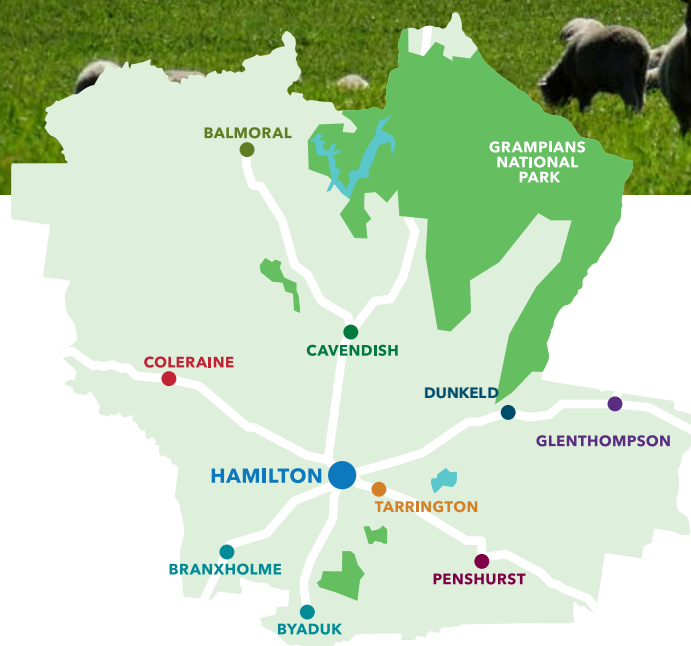 BALMORAL
GRAMPIANS
NATIONAL
PARK
CAVENDISH
COLERAINE
DUNKELD
GLENTHOMPSON
HAMILTON
TARRINGTON
BRANXHOLME
PENSHURST
BYADUK